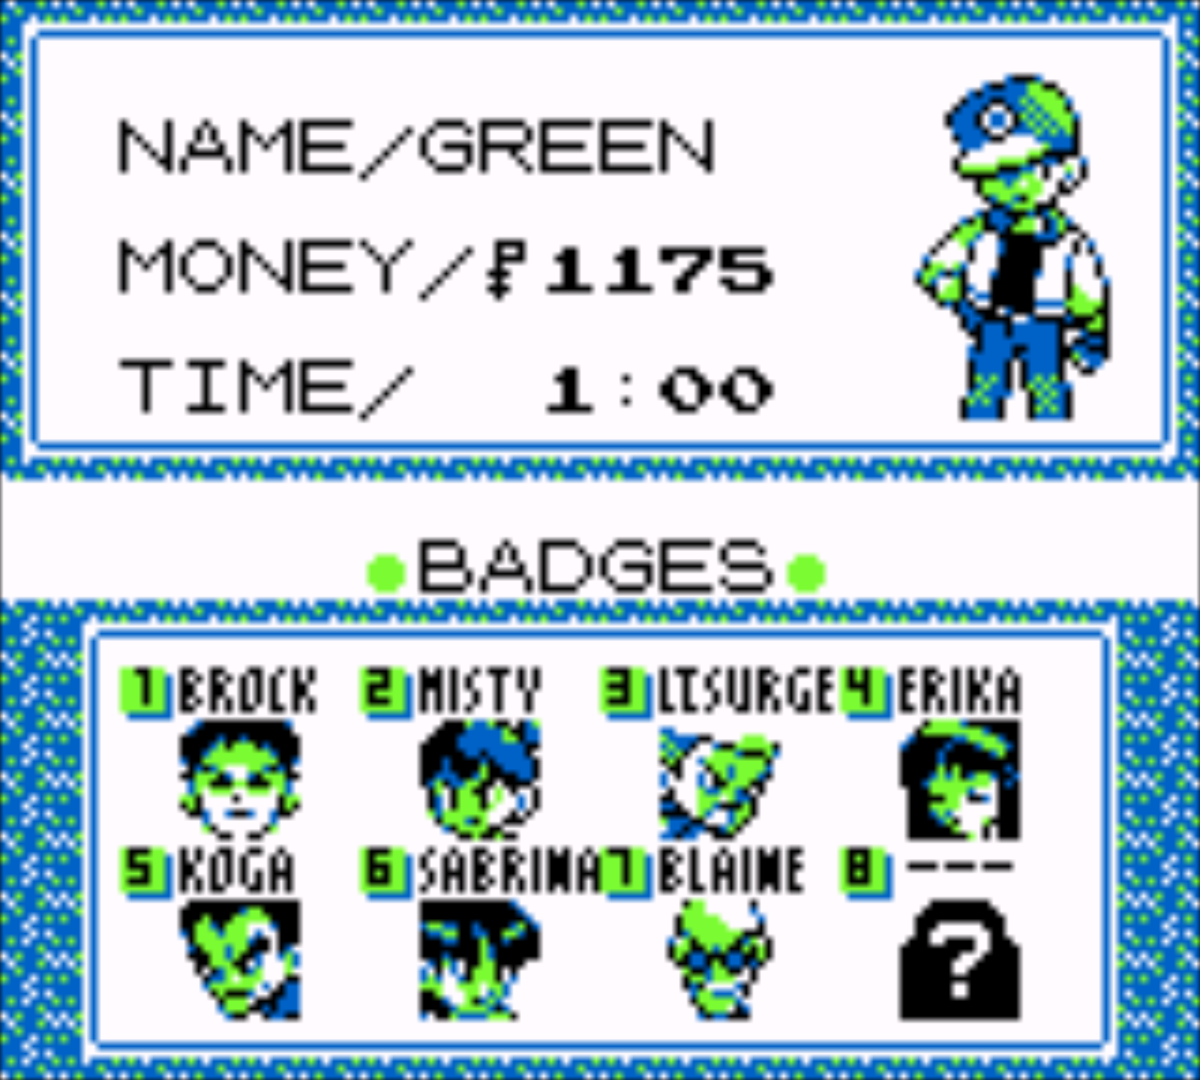 NAME/GREEN
MONEY/₽1175
TIME/ 1:00
●BADGES●
1 BROCK 2 MISTY 3 LTSURGE 4 ERIKA
5 KOGA 6 SABRINA 7 BLAINE 8 ---
?